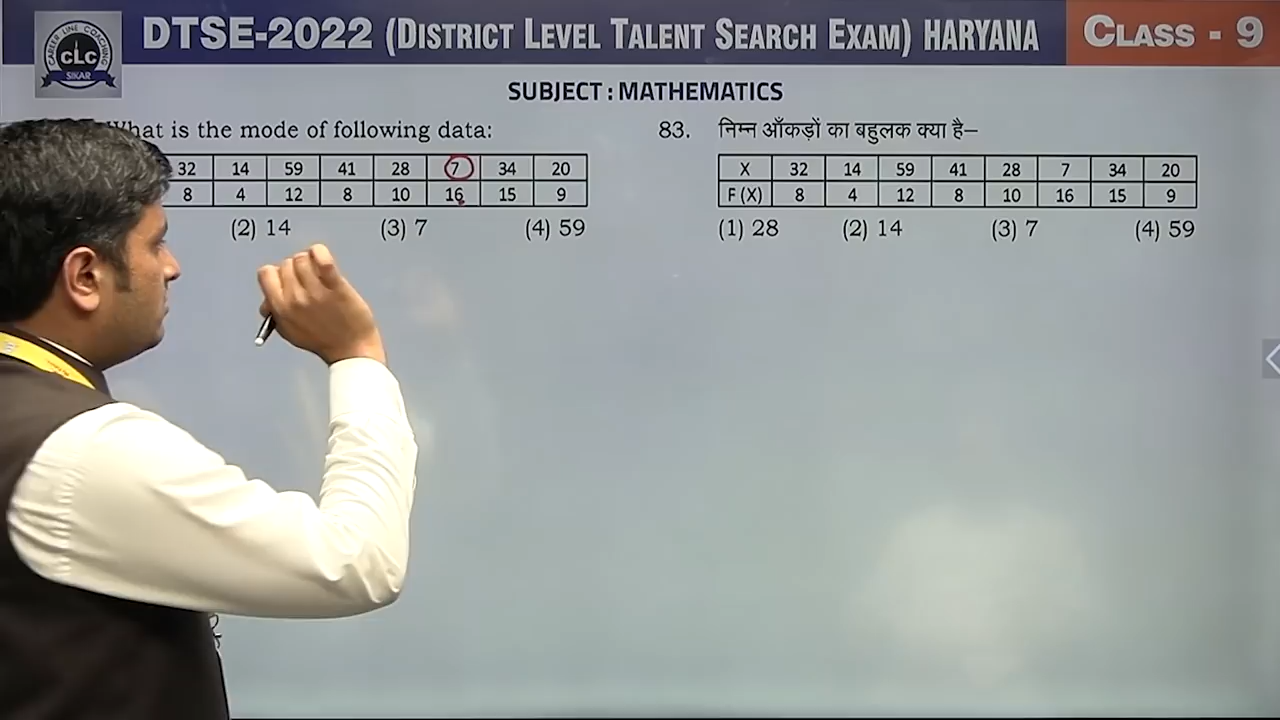 DTSE-2022 (DISTRICT LEVEL TALENT SEARCH EXAM) HARYANA
CLASS - 9
CAREER LINE COACHING
CLC
SIKAR
SUBJECT : MATHEMATICS
What is the mode of following data:
32 14 59 41 28 7 34 20
8 4 12 8 10 16 15 9
(2) 14 (3) 7 (4) 59
83. निम्न आँकड़ों का बहुलक क्या है–
X 32 14 59 41 28 7 34 20
F (X) 8 4 12 8 10 16 15 9
(1) 28 (2) 14 (3) 7 (4) 59